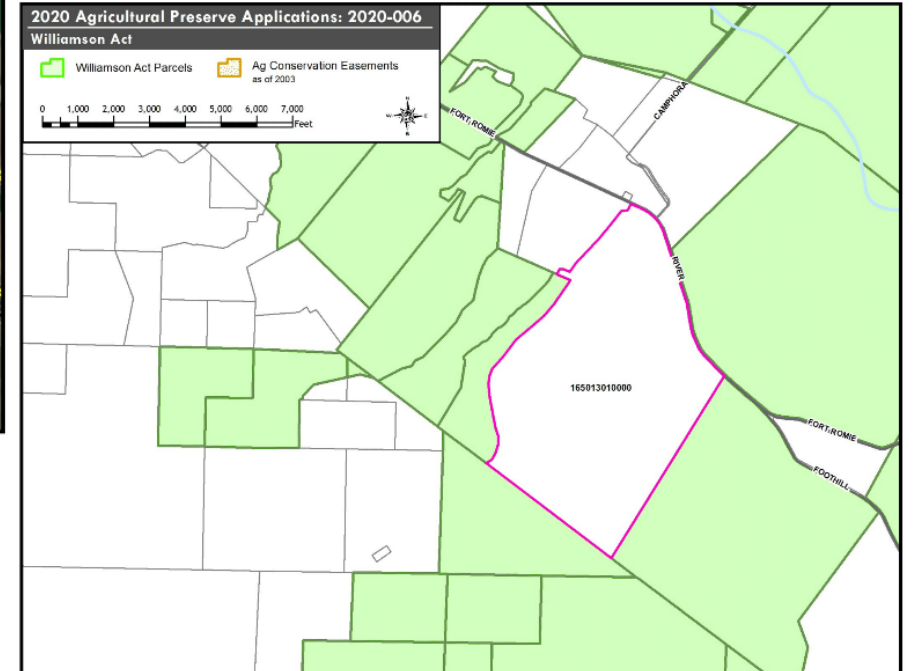 2020 Agricultural Preserve Applications: 2020-006
Williamson Act
Williamson Act Parcels
Ag Conservation Easements
as of 2003
0 1,000 2,000 3,000 4,000 5,000 6,000 7,000
Feet
N
W E
S
CAMPHORA
FORT ROMIE
RIVER
165013010000
FORT ROMIE
FOOTHILL